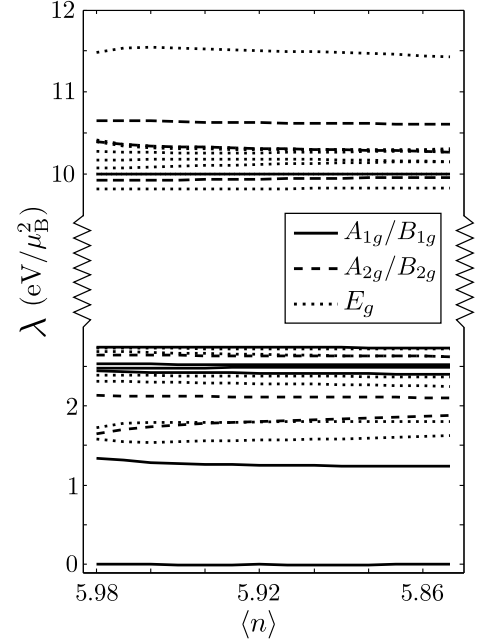 12
11
10
λ (eV/μ_B^2)
A_{1g}/B_{1g}
A_{2g}/B_{2g}
E_g
2
1
0
5.98 5.92 5.86
⟨n⟩